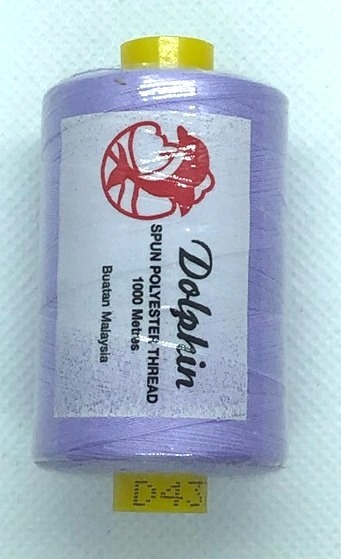 Dolphin
SPUN POLYESTER THREAD
1000 Metres
Buatan Malaysia
D43